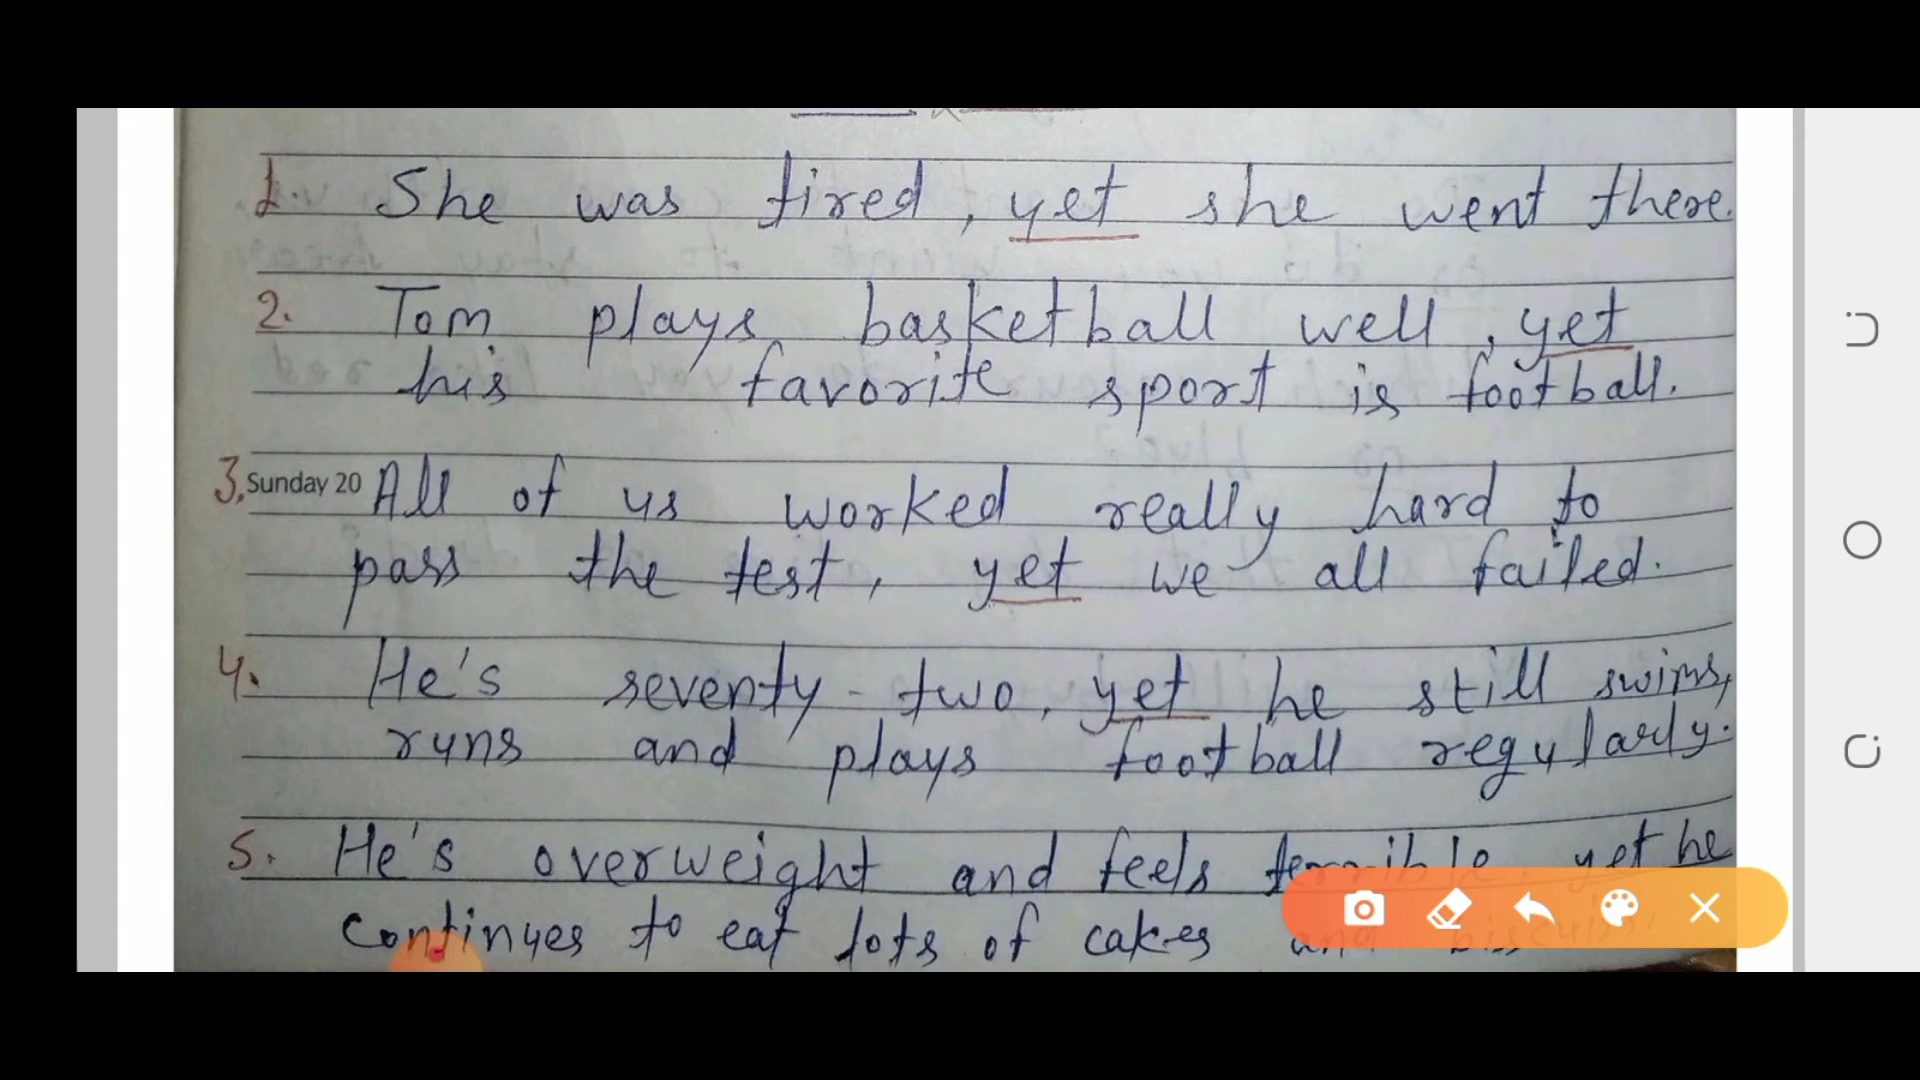 1. She was tired, yet she went there.
2. Tom plays basketball well, yet
his favorite sport is football.
3. Sunday 20 All of us worked really hard to
pass the test, yet we all failed.
4. He's seventy-two, yet he still swims,
runs and plays football regularly.
5. He's overweight and feels terrible, yet he
continues to eat lots of cakes and biscuits